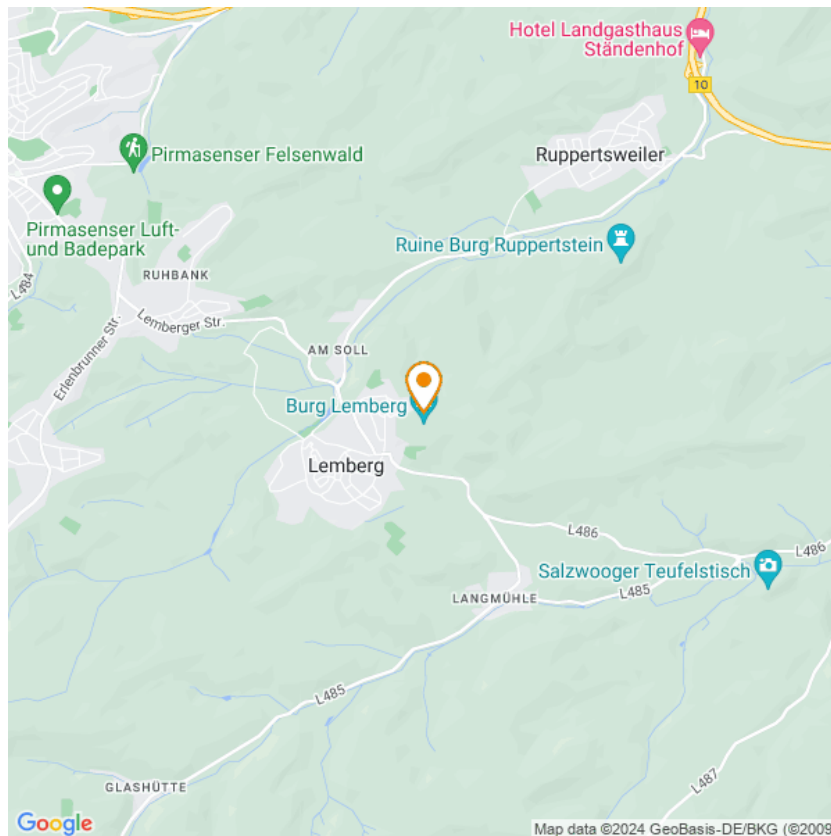 Hotel Landgasthaus
Ständenhof
10
Pirmasenser Felsenwald
Ruppertsweiler
Pirmasenser Luft-
und Badepark
Ruine Burg Ruppertstein
RUHBANK
L484
Lemberger Str.
Erlenbrunner Str.
AM SOLL
Burg Lemberg
Lemberg
L486
L486
Salzwooger Teufelstisch
L485
LANGMÜHLE
L485
L487
GLASHÜTTE
Google
Map data ©2024 GeoBasis-DE/BKG (©2009